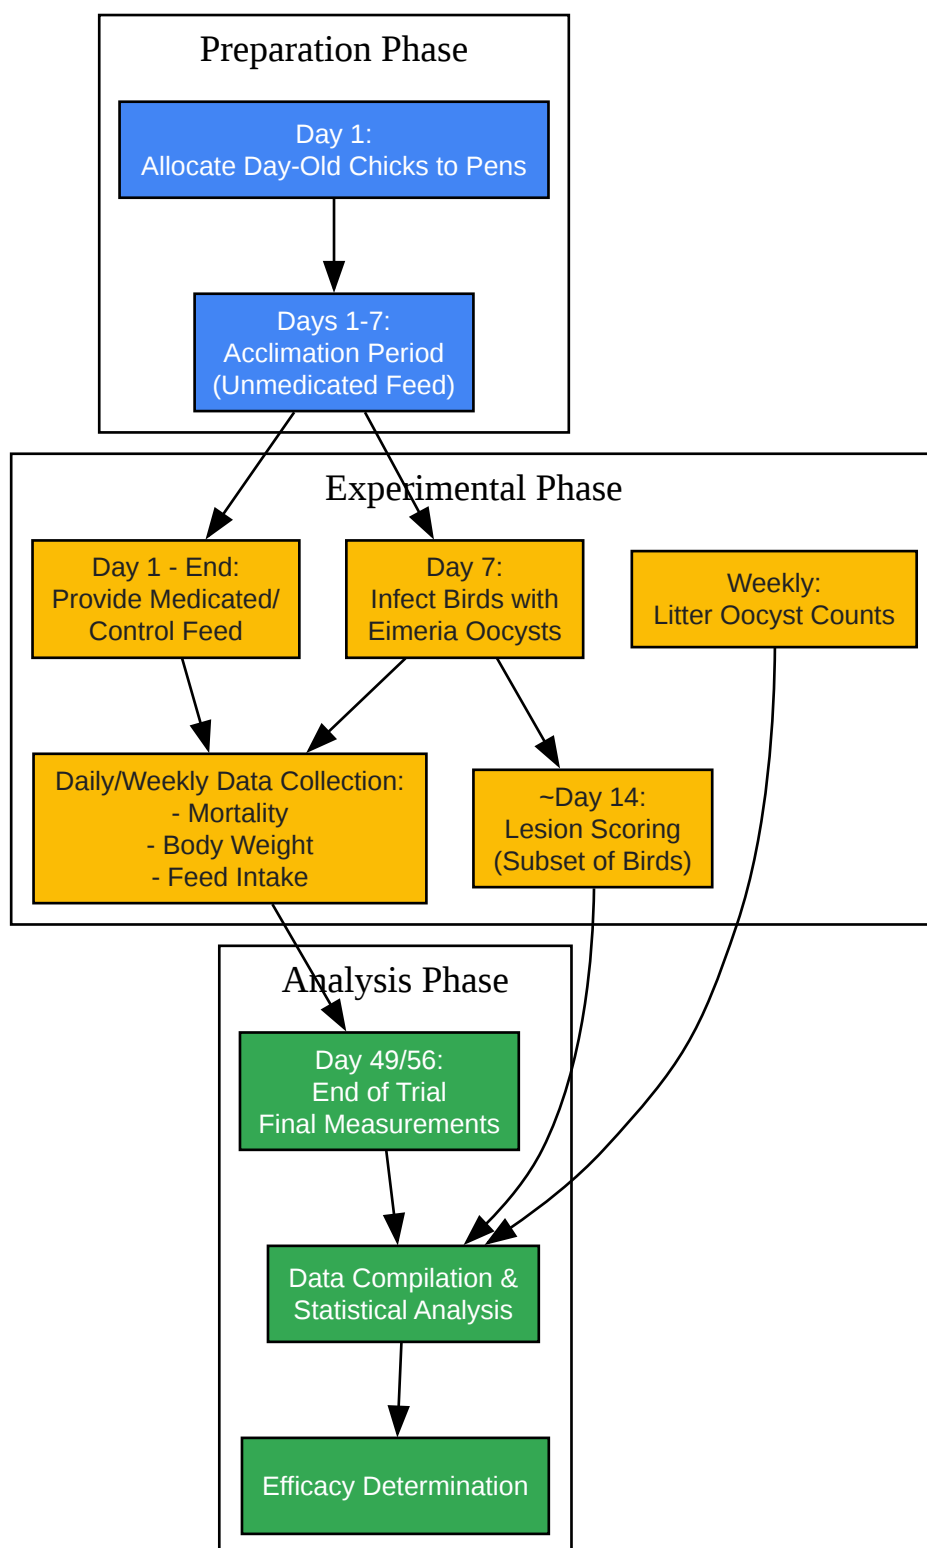 Preparation Phase
Day 1:
Allocate Day-Old Chicks to Pens
Days 1-7:
Acclimation Period
(Unmedicated Feed)
Experimental Phase
Day 1 - End:
Provide Medicated/
Control Feed
Day 7:
Infect Birds with
Eimeria Oocysts
Weekly:
Litter Oocyst Counts
Daily/Weekly Data Collection:
- Mortality
- Body Weight
- Feed Intake
~Day 14:
Lesion Scoring
(Subset of Birds)
Analysis Phase
Day 49/56:
End of Trial
Final Measurements
Data Compilation &
Statistical Analysis
Efficacy Determination